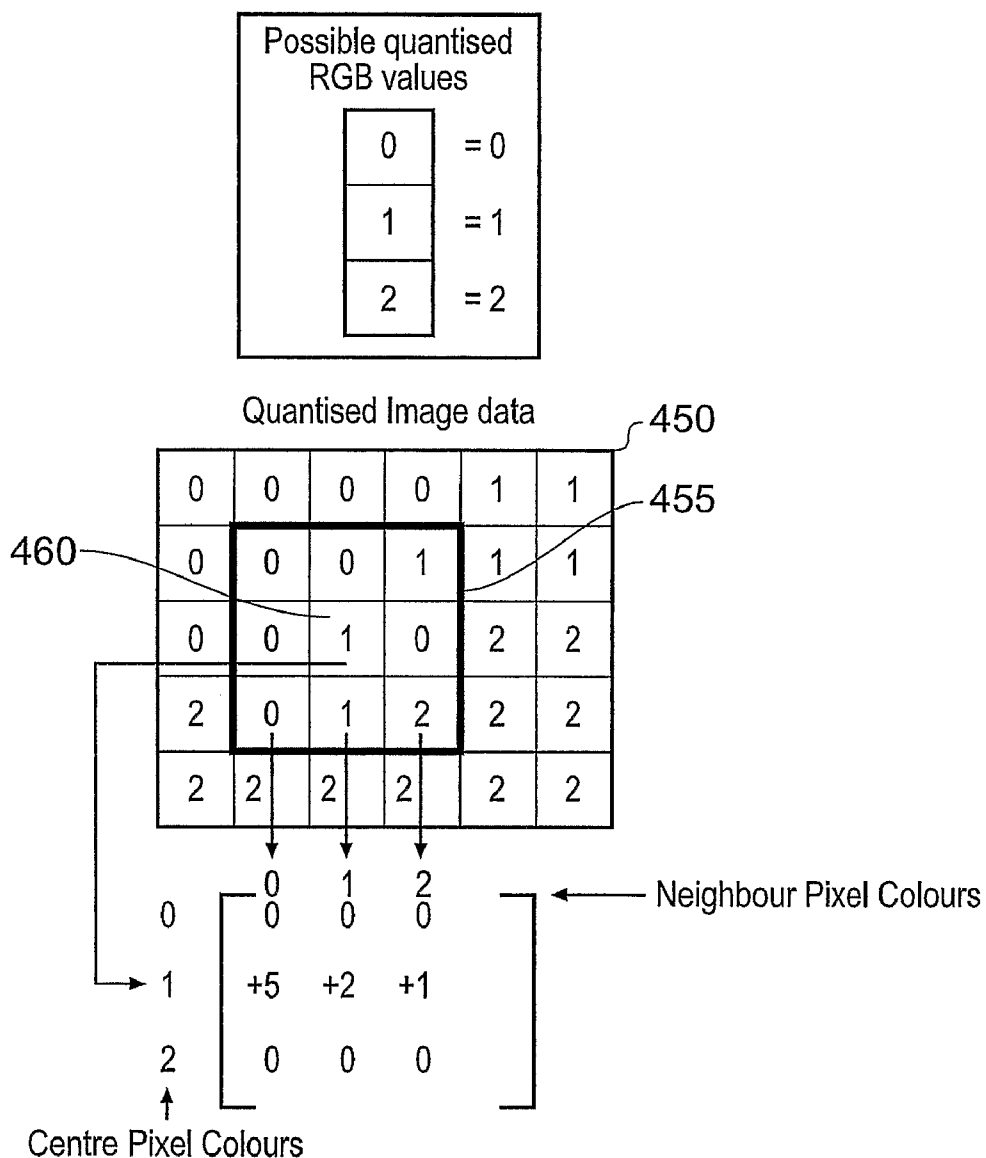 Possible quantised
RGB values
0 = 0
1 = 1
2 = 2
Quantised Image data
450
455
460
0 0 0 0 1 1
0 0 0 1 1 1
0 0 1 0 2 2
2 0 1 2 2 2
2 2 2 2 2 2
0 1 2
Neighbour Pixel Colours
0 0 0 0
1 +5 +2 +1
2 0 0 0
Centre Pixel Colours